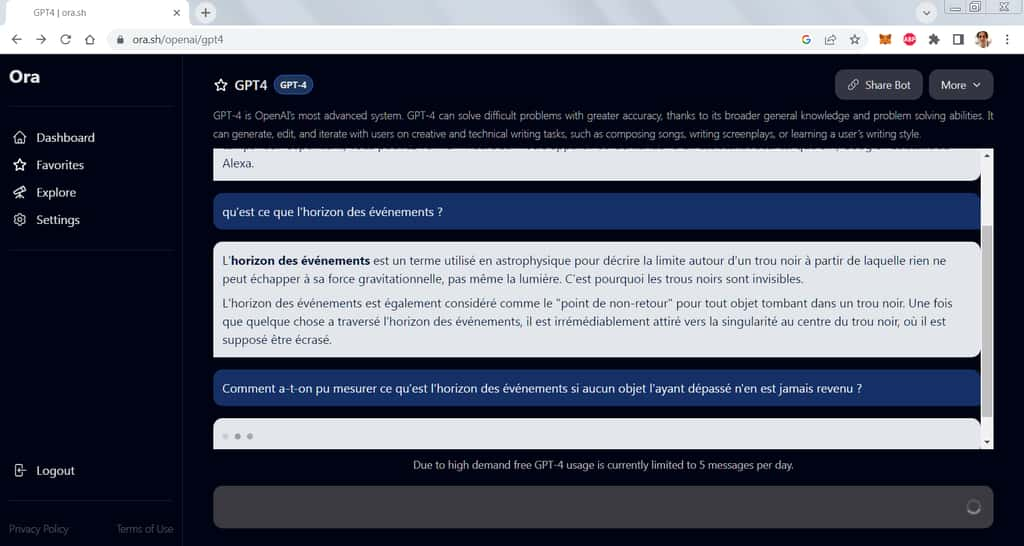 GPT4 | ora.sh
ora.sh/openai/gpt4
ABP
Ora
Dashboard
Favorites
Explore
Settings
Logout
Privacy Policy
Terms of Use
GPT4
GPT-4
Share Bot
More
GPT-4 is OpenAI's most advanced system. GPT-4 can solve difficult problems with greater accuracy, thanks to its broader general knowledge and problem solving abilities. It
can generate, edit, and iterate with users on creative and technical writing tasks, such as composing songs, writing screenplays, or learning a user's writing style.
Alexa.
qu'est ce que l'horizon des événements ?
L'horizon des événements est un terme utilisé en astrophysique pour décrire la limite autour d'un trou noir à partir de laquelle rien ne
peut échapper à sa force gravitationnelle, pas même la lumière. C'est pourquoi les trous noirs sont invisibles.
L'horizon des événements est également considéré comme le "point de non-retour" pour tout objet tombant dans un trou noir. Une fois
que quelque chose a traversé l'horizon des événements, il est irrémédiablement attiré vers la singularité au centre du trou noir, où il est
supposé être écrasé.
Comment a-t-on pu mesurer ce qu'est l'horizon des événements si aucun objet l'ayant dépassé n'en est jamais revenu ?
Due to high demand free GPT-4 usage is currently limited to 5 messages per day.